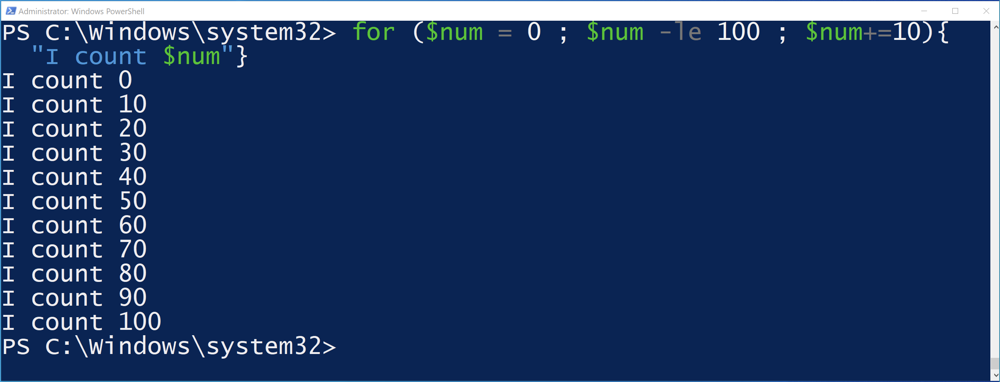 Administrator: Windows PowerShell
PS C:\Windows\system32> for ($num = 0 ; $num -le 100 ; $num+=10){
  "I count $num"}
I count 0
I count 10
I count 20
I count 30
I count 40
I count 50
I count 60
I count 70
I count 80
I count 90
I count 100
PS C:\Windows\system32>